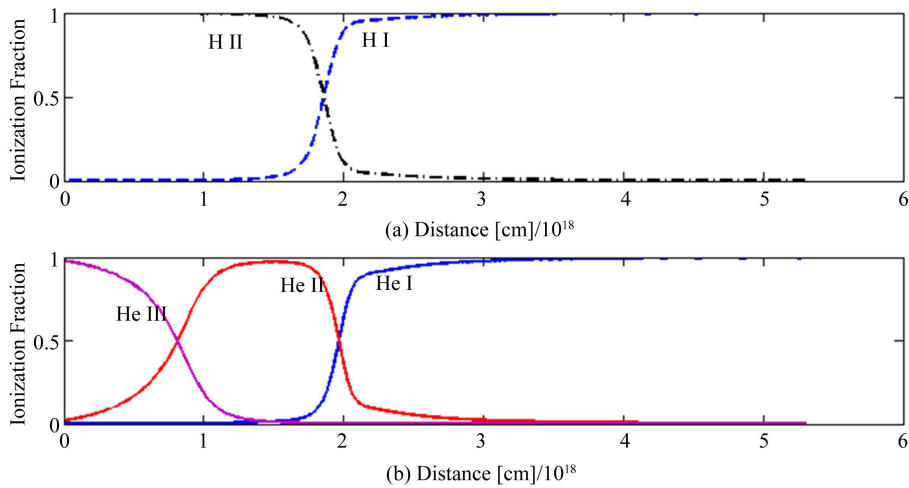 1
H II
H I
Ionization Fraction
0.5
0
0 1 2 3 4 5 6
(a) Distance [cm]/10¹⁸
1
He II
He I
He III
Ionization Fraction
0.5
0
0 1 2 3 4 5 6
(b) Distance [cm]/10¹⁸